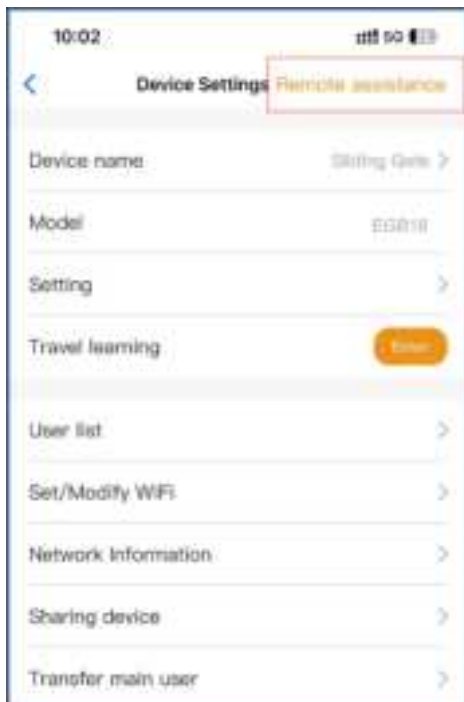 10:02 5G
Device Settings Remote assistance
Device name Sliding Gate
Model
Setting
Travel learning Enter
User list
Set/Modify WiFi
Network Information
Sharing device
Transfer main user